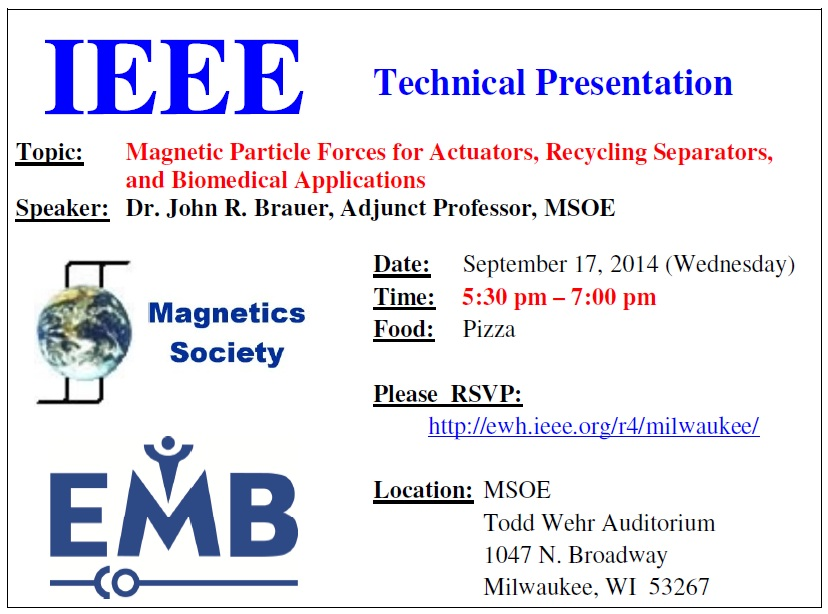 IEEE Technical Presentation
Topic: Magnetic Particle Forces for Actuators, Recycling Separators,
and Biomedical Applications
Speaker: Dr. John R. Brauer, Adjunct Professor, MSOE
Magnetics
Society
EMB
Date: September 17, 2014 (Wednesday)
Time: 5:30 pm – 7:00 pm
Food: Pizza
Please RSVP:
http://ewh.ieee.org/r4/milwaukee/
Location: MSOE
Todd Wehr Auditorium
1047 N. Broadway
Milwaukee, WI 53267